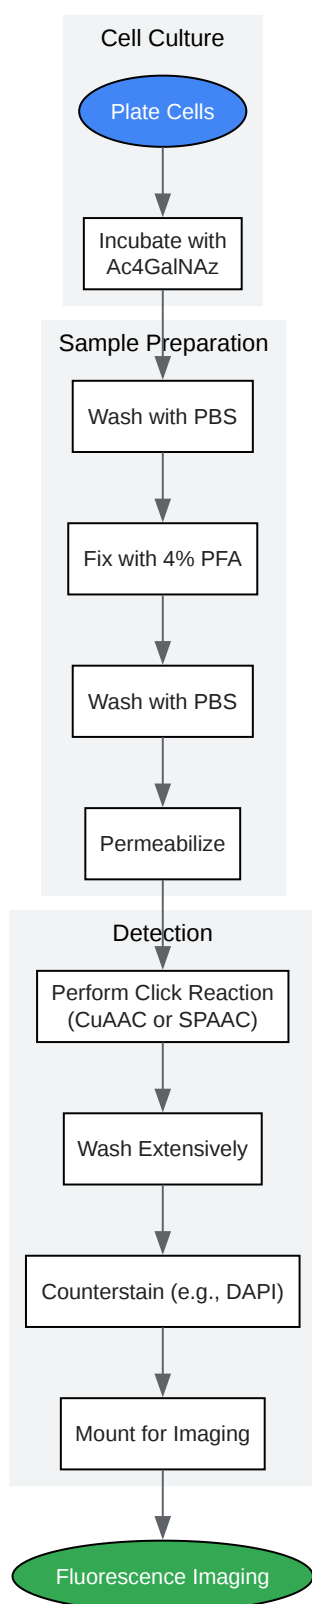 Cell Culture
Plate Cells
Incubate with
Ac4GalNAz
Sample Preparation
Wash with PBS
Fix with 4% PFA
Wash with PBS
Permeabilize
Detection
Perform Click Reaction
(CuAAC or SPAAC)
Wash Extensively
Counterstain (e.g., DAPI)
Mount for Imaging
Fluorescence Imaging